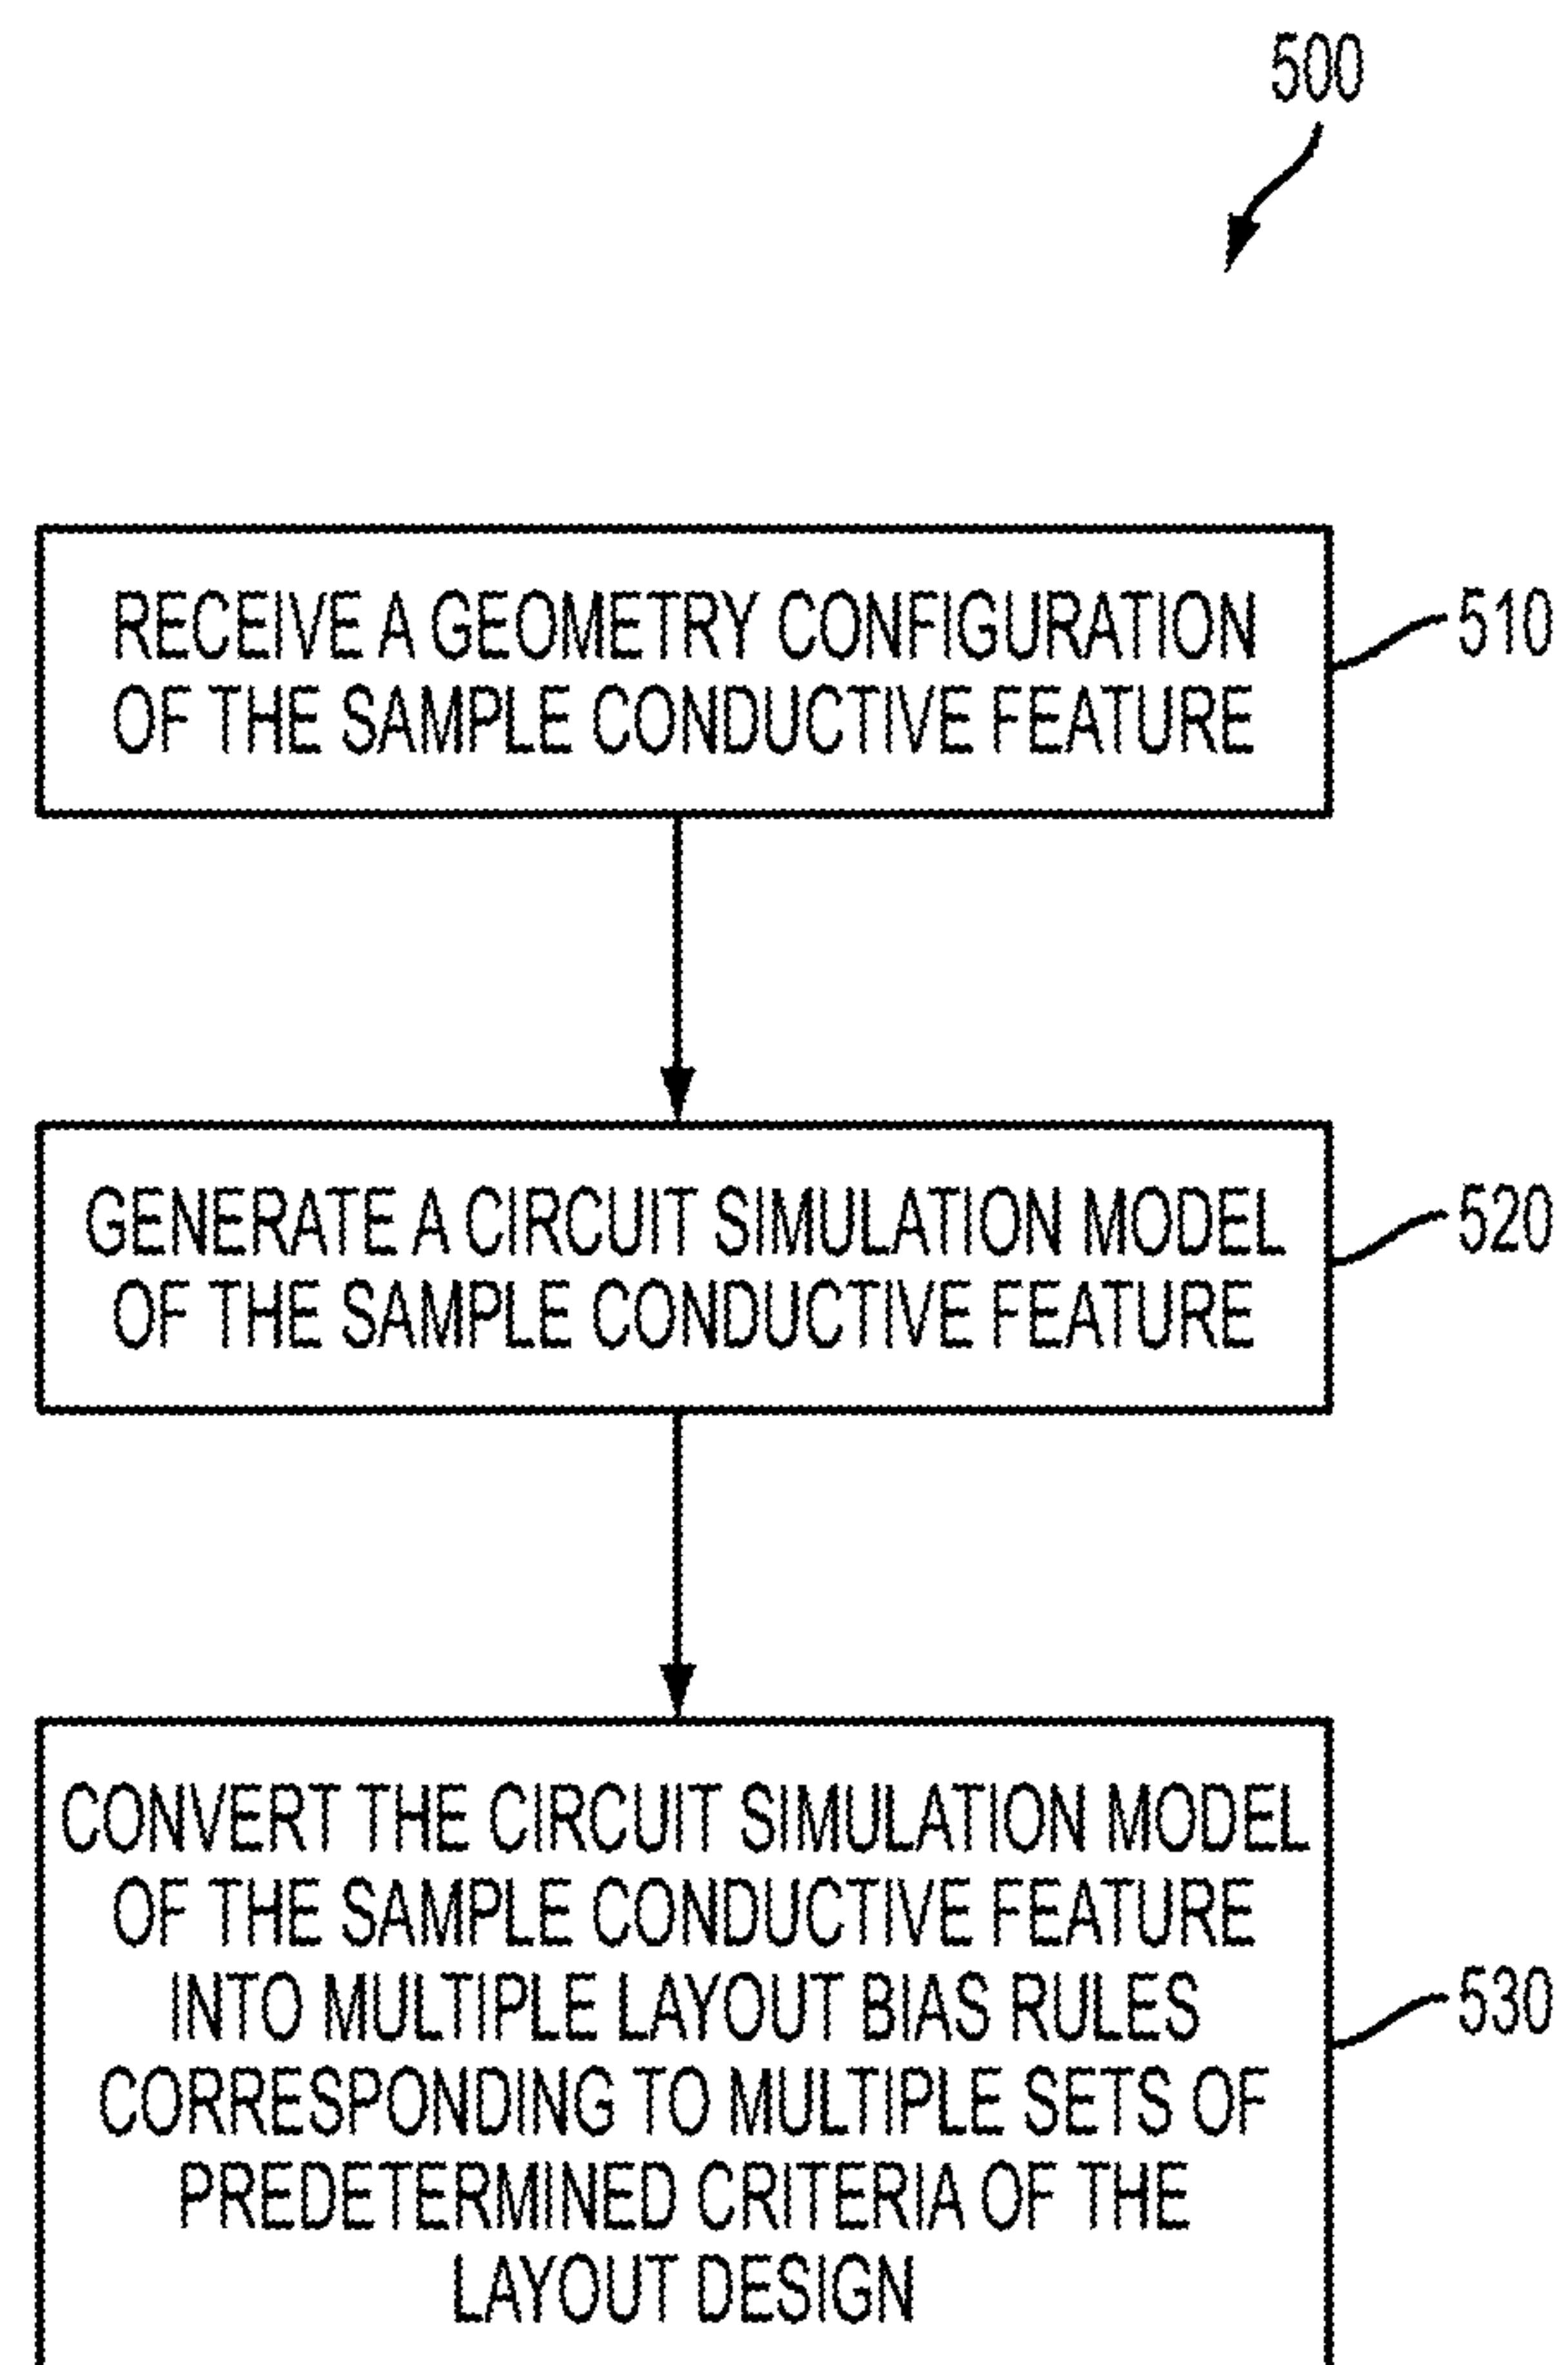 500
RECEIVE A GEOMETRY CONFIGURATION
OF THE SAMPLE CONDUCTIVE FEATURE
510
GENERATE A CIRCUIT SIMULATION MODEL
OF THE SAMPLE CONDUCTIVE FEATURE
520
CONVERT THE CIRCUIT SIMULATION MODEL
OF THE SAMPLE CONDUCTIVE FEATURE
INTO MULTIPLE LAYOUT BIAS RULES
CORRESPONDING TO MULTIPLE SETS OF
PREDETERMINED CRITERIA OF THE
LAYOUT DESIGN
530